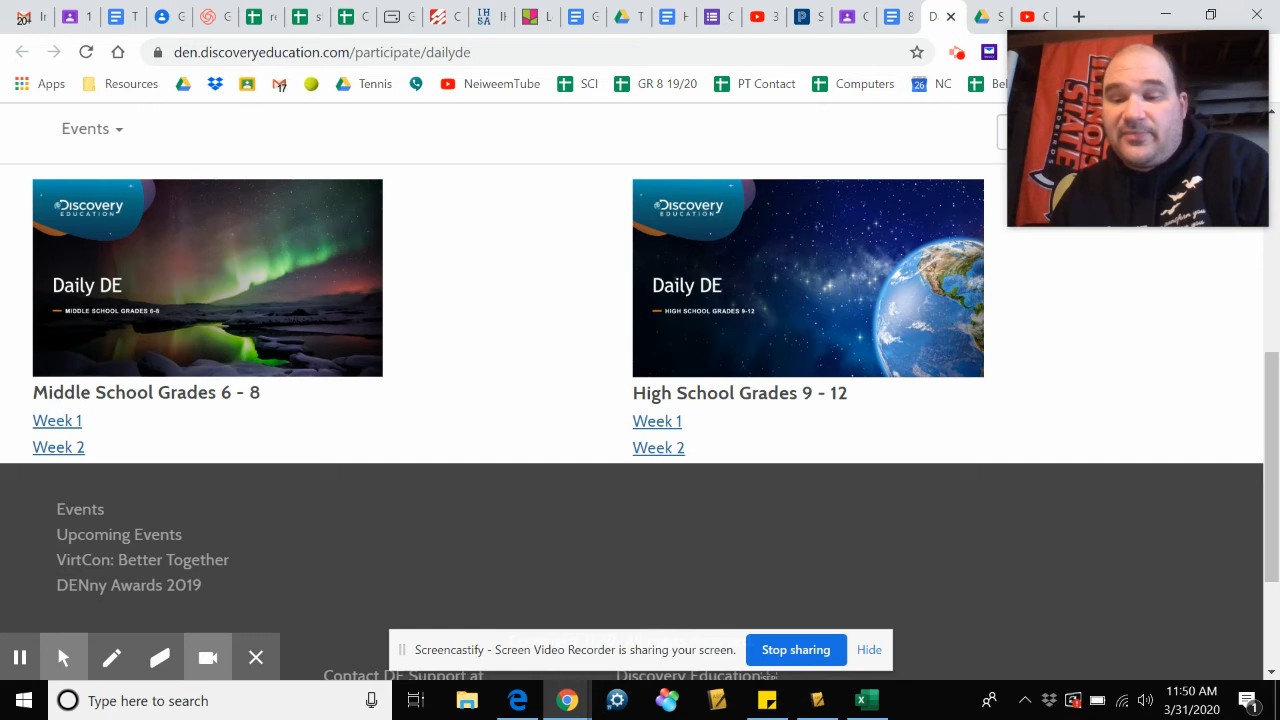 den.discoveryeducation.com/participate/dailyde
Apps
Resources
Tennis
NeiweemTube
SCI
GR 8 19/20
PT Contact
Computers
NC
Events
ILLINOIS
STATE
Discovery
EDUCATION
Daily DE
MIDDLE SCHOOL GRADES 6-8
Discovery
EDUCATION
Daily DE
HIGH SCHOOL GRADES 9-12
Middle School Grades 6 - 8
Week 1
Week 2
High School Grades 9 - 12
Week 1
Week 2
Events
Upcoming Events
VirtCon: Better Together
DENny Awards 2019
Screencastify - Screen Video Recorder is sharing your screen.
Stop sharing
Hide
Contact DE Support at
Discovery Education
Type here to search
11:50 AM
3/31/2020